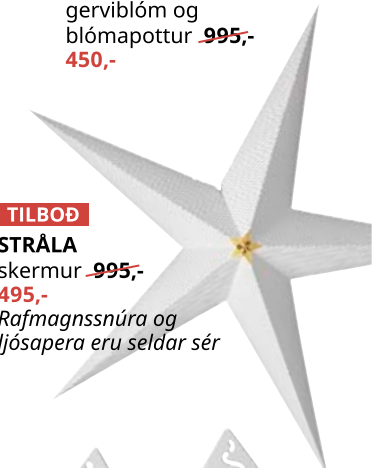 gerviblóm og
blómapottur 995,-
450,-
TILBOÐ
STRÅLA
skermur 995,-
495,-
Rafmagnssnúra og
ljósapera eru seldar sér